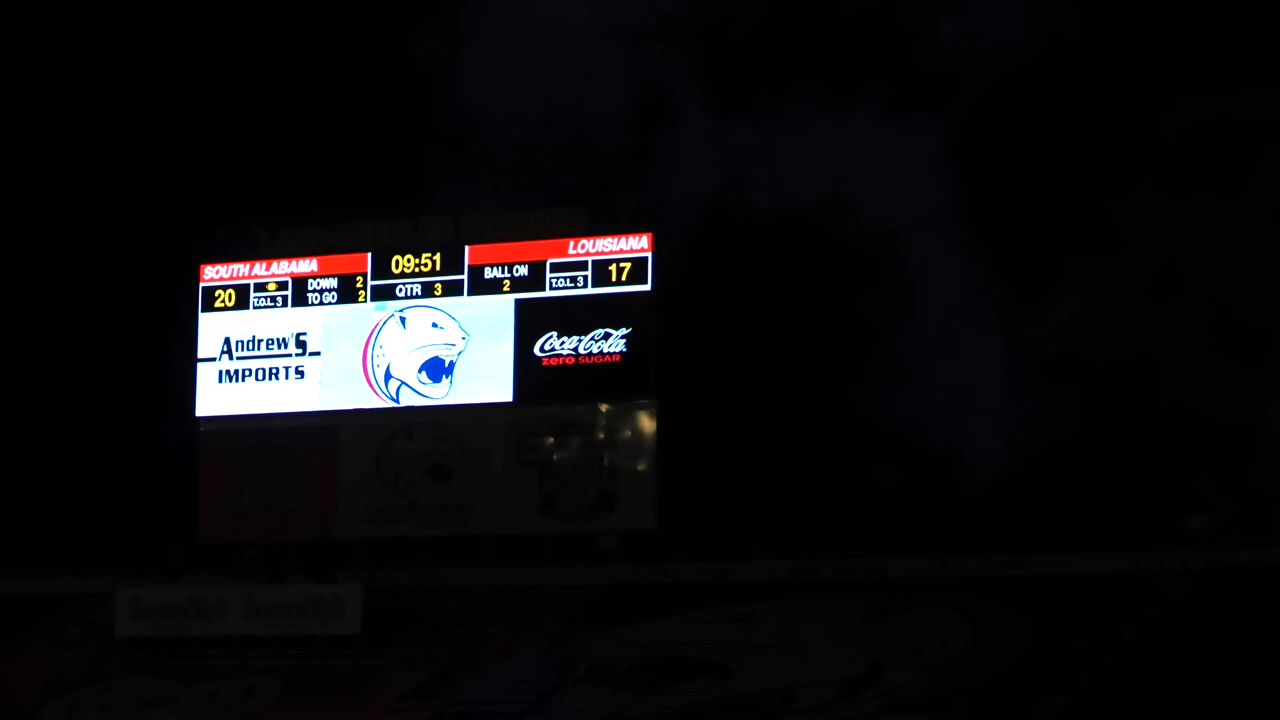 SOUTH ALABAMA
20
T.O.L. 3
DOWN 2
TO GO 2
09:51
QTR 3
LOUISIANA
BALL ON
2
T.O.L. 3
17
Andrew'S
IMPORTS
Coca-Cola
zero SUGAR